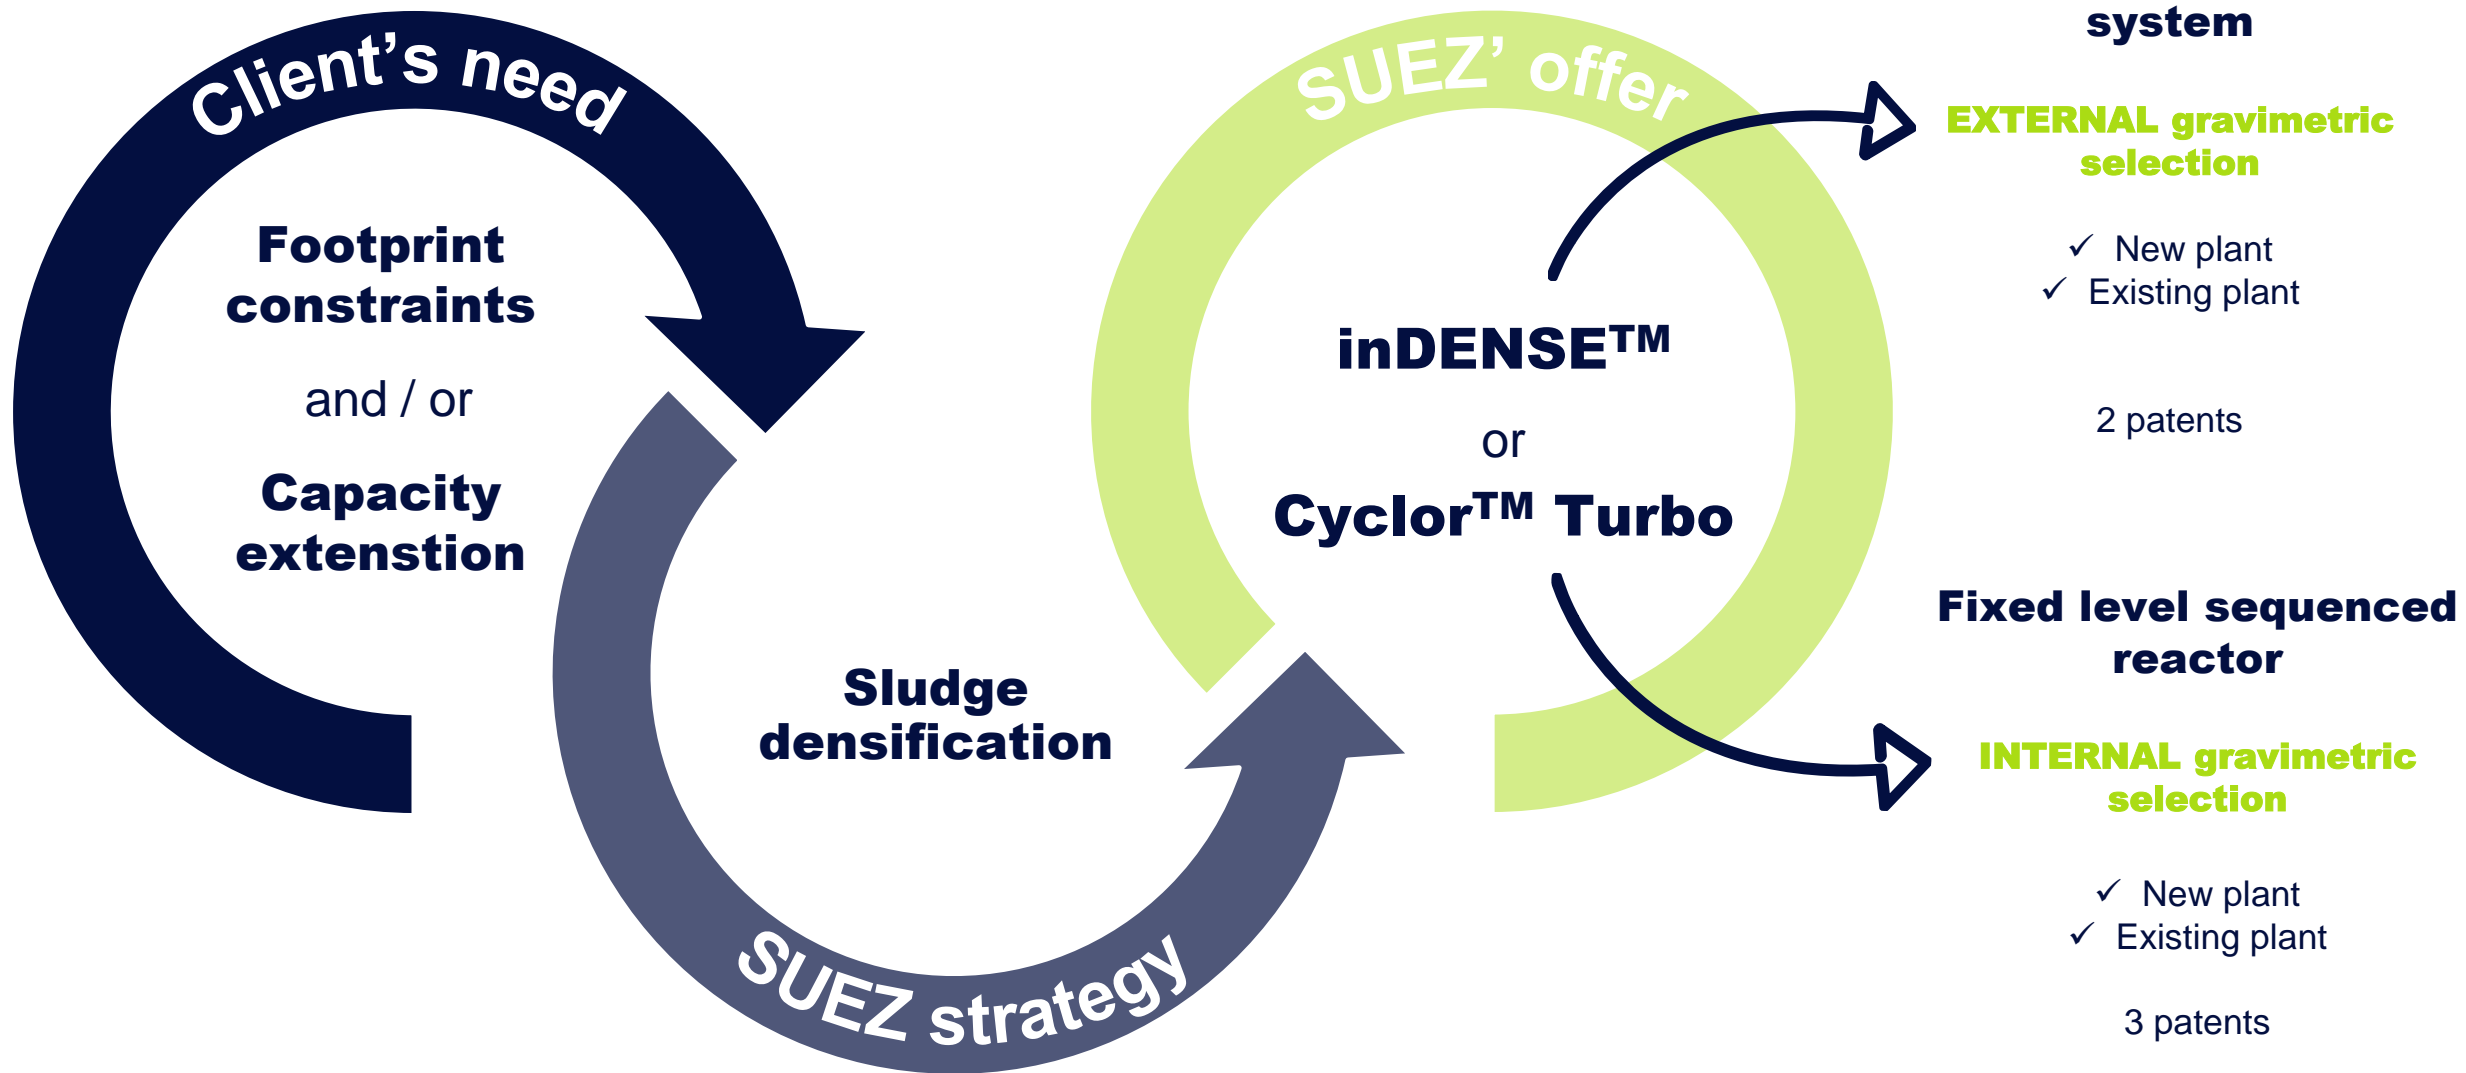 Client's need
Footprint
constraints
and / or
Capacity
extenstion
Sludge
densification
SUEZ strategy
SUEZ' offer
inDENSE™
or
Cyclor™ Turbo
system
EXTERNAL gravimetric
selection
✓ New plant
✓ Existing plant
2 patents
Fixed level sequenced
reactor
INTERNAL gravimetric
selection
✓ New plant
✓ Existing plant
3 patents